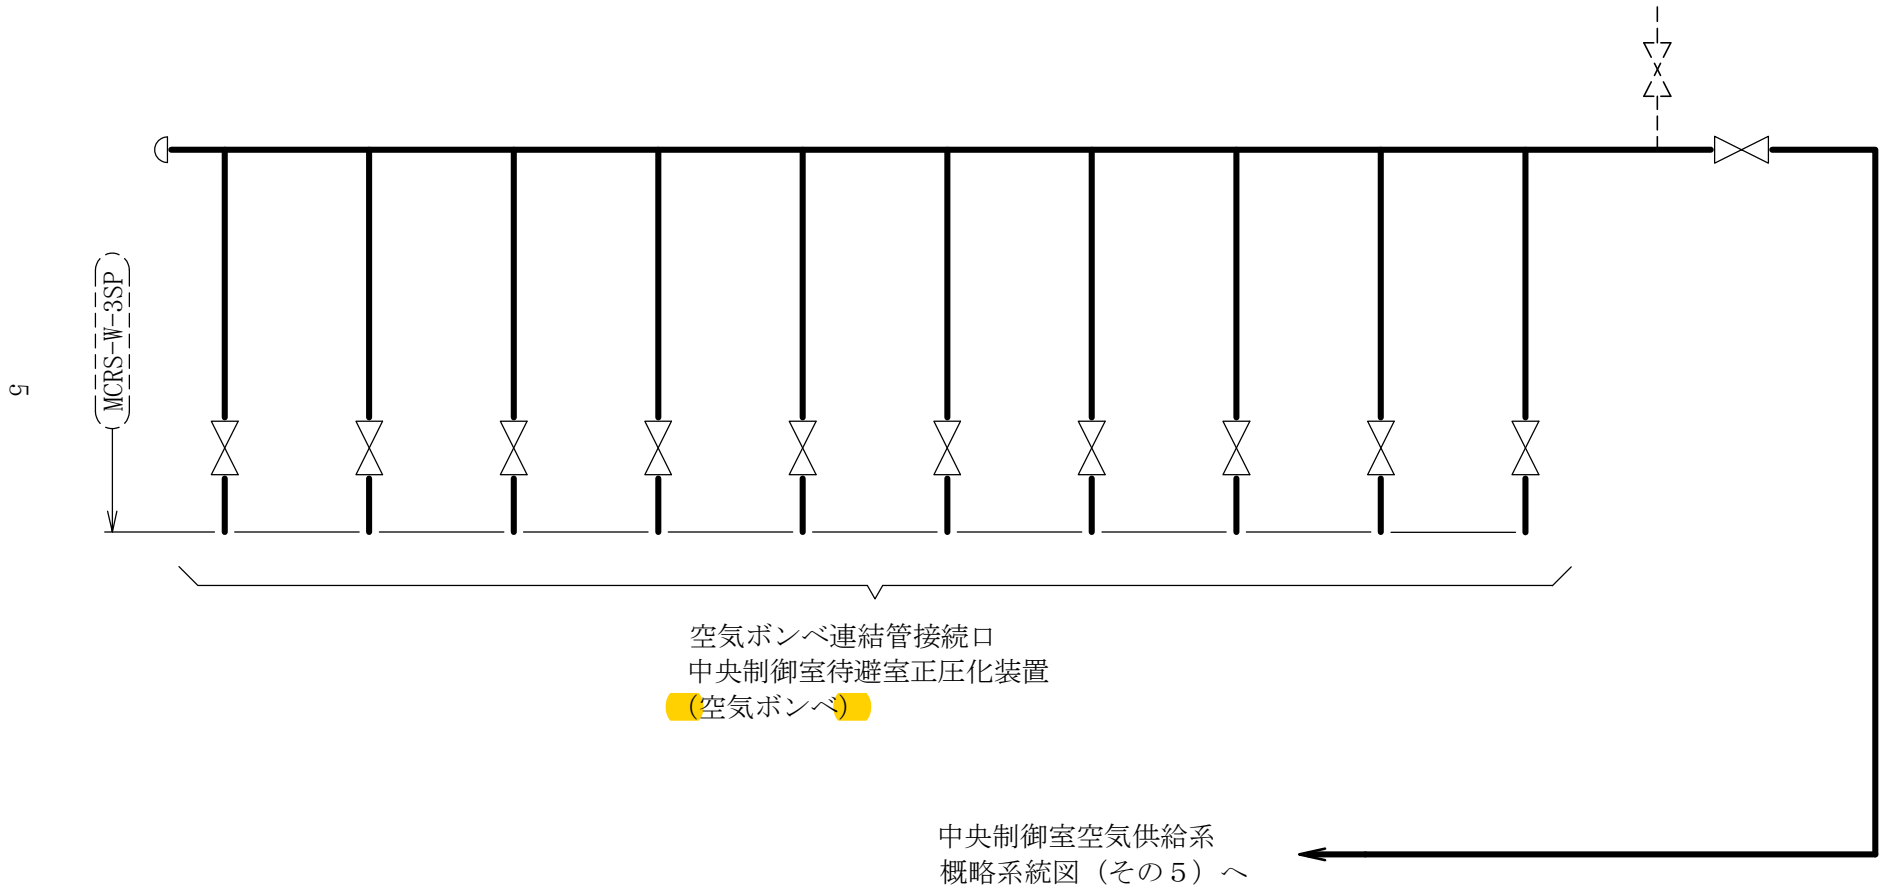 MCRS-W-3SP
5
空気ボンベ連結管接続口
中央制御室待避室正圧化装置
(空気ボンベ)
中央制御室空気供給系
概略系統図（その５）へ